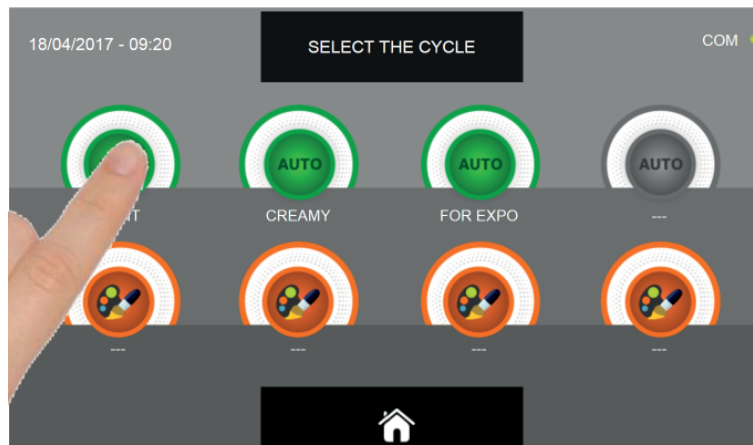 18/04/2017 - 09:20
SELECT THE CYCLE
COM
AUTO
AUTO
AUTO
CREAMY
FOR EXPO
---
---
---
---
---